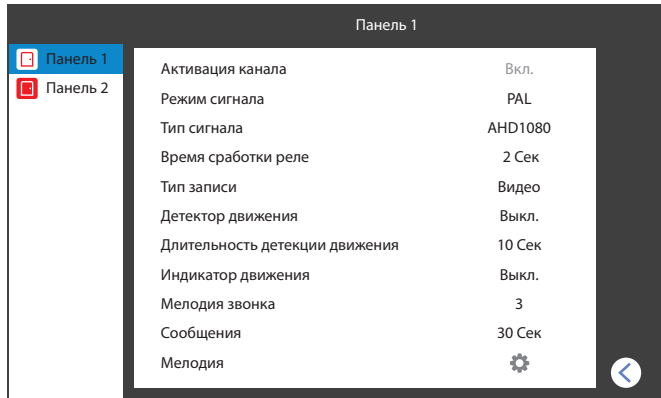 Панель 1
Панель 1
Панель 2
Активация канала Вкл.
Режим сигнала PAL
Тип сигнала AHD1080
Время сработки реле 2 Сек
Тип записи Видео
Детектор движения Выкл.
Длительность детекции движения 10 Сек
Индикатор движения Выкл.
Мелодия звонка 3
Сообщения 30 Сек
Мелодия